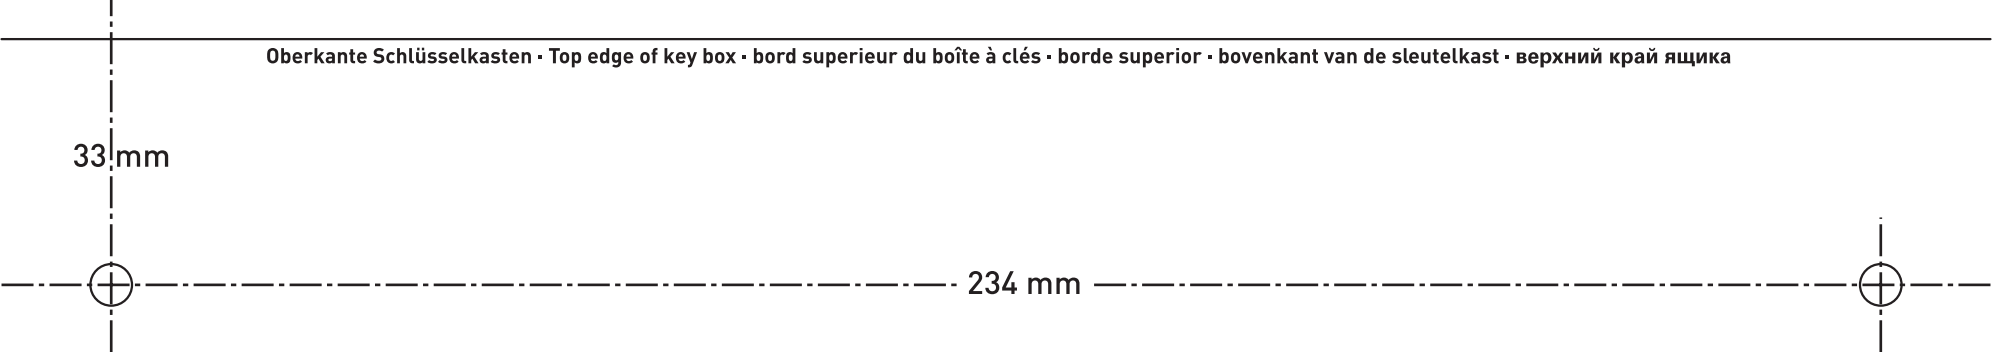 Oberkante Schlüsselkasten · Top edge of key box · bord superieur du boîte à clés · borde superior · bovenkant van de sleutelkast · верхний край ящика
33 mm
234 mm